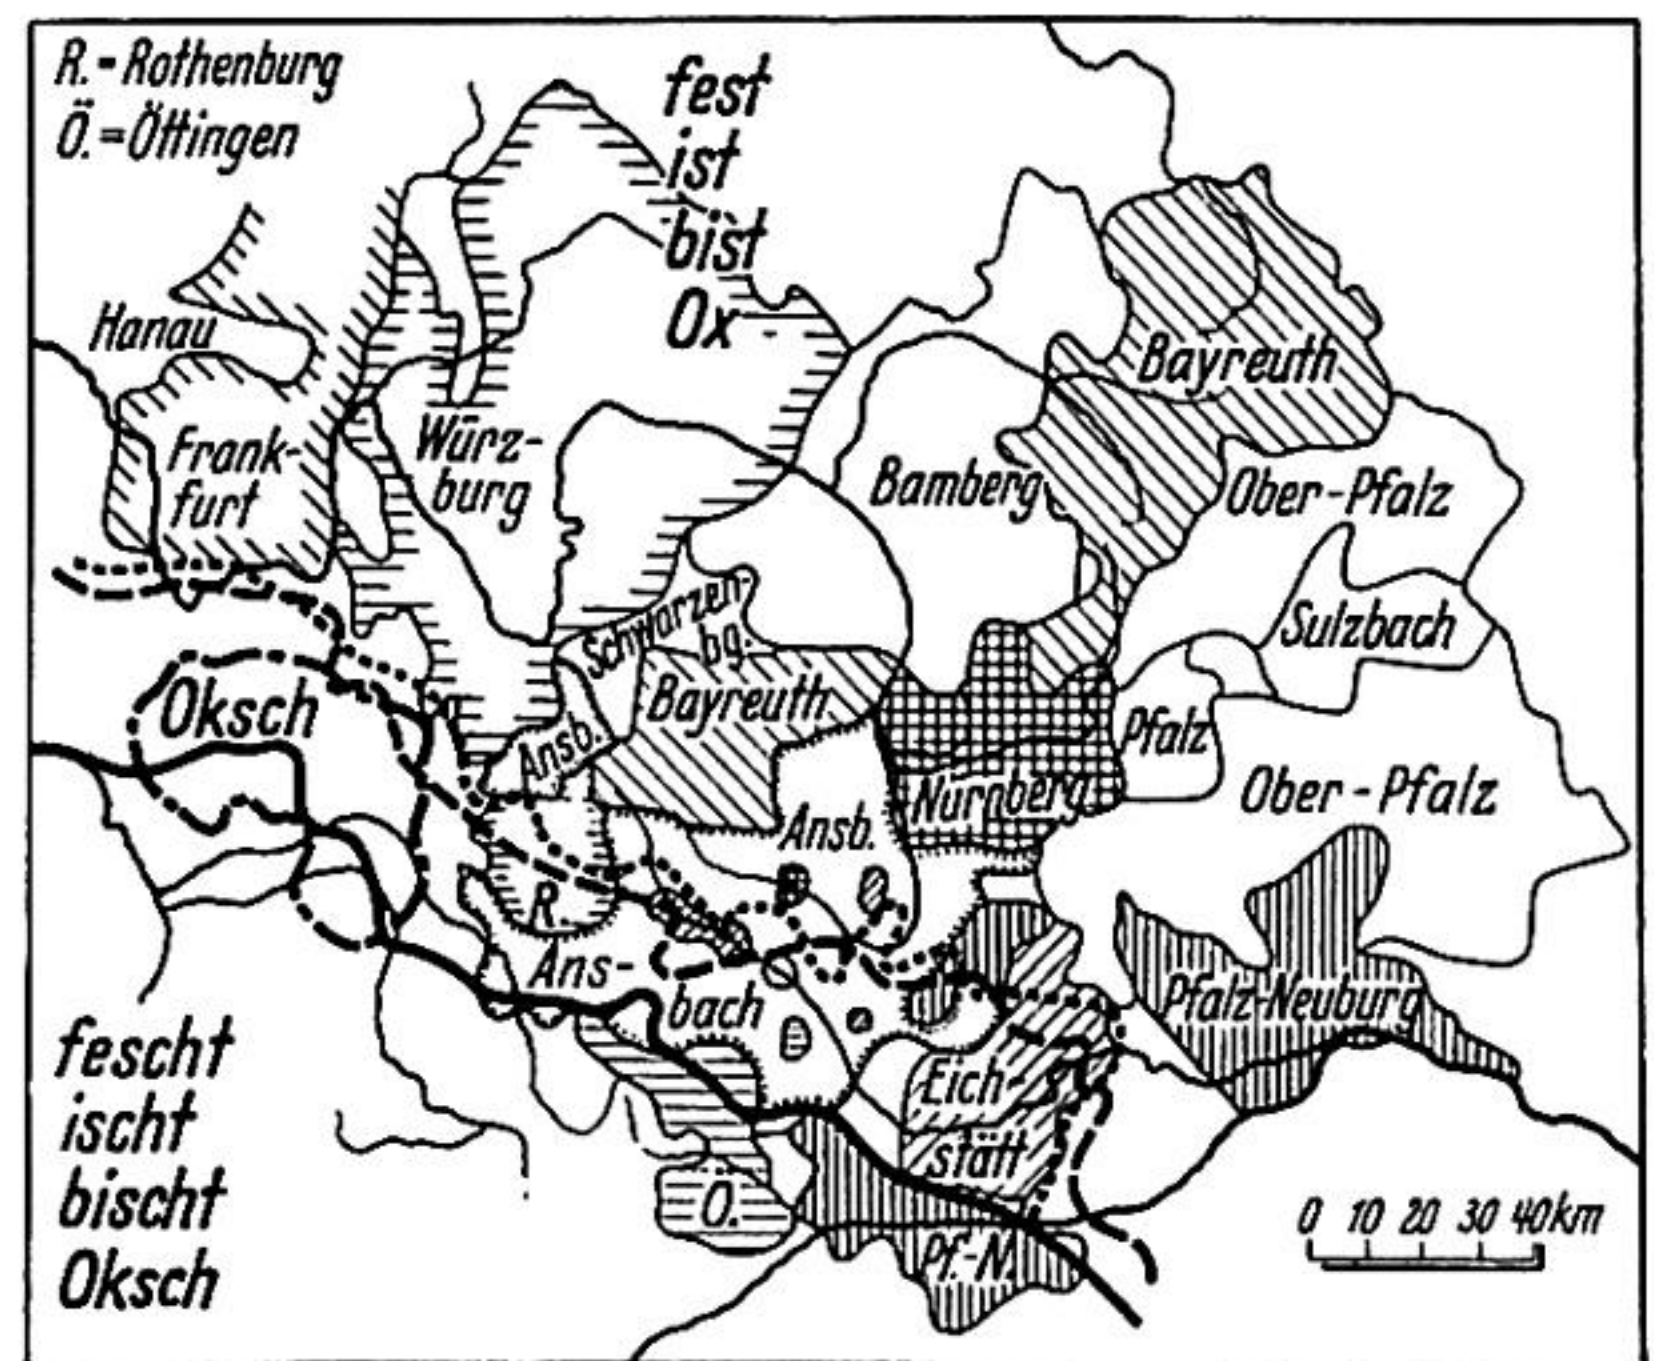 R.-Rothenburg
Ö.=Öttingen
fest
ist
bist
Ox
Hanau
Bayreuth
Frank-
furt
Würz-
burg
Bamberg
Ober-Pfalz
Schwarzen-
bg.
Sulzbach
Oksch
Bayreuth
Ansb.
Pfalz
Nürnberg
Ober-Pfalz
Ansb.
R.
Ans-
bach
Pfalz-Neuburg
fescht
ischt
bischt
Oksch
Eich-
stätt
Ö.
Pf.-N.
0 10 20 30 40km